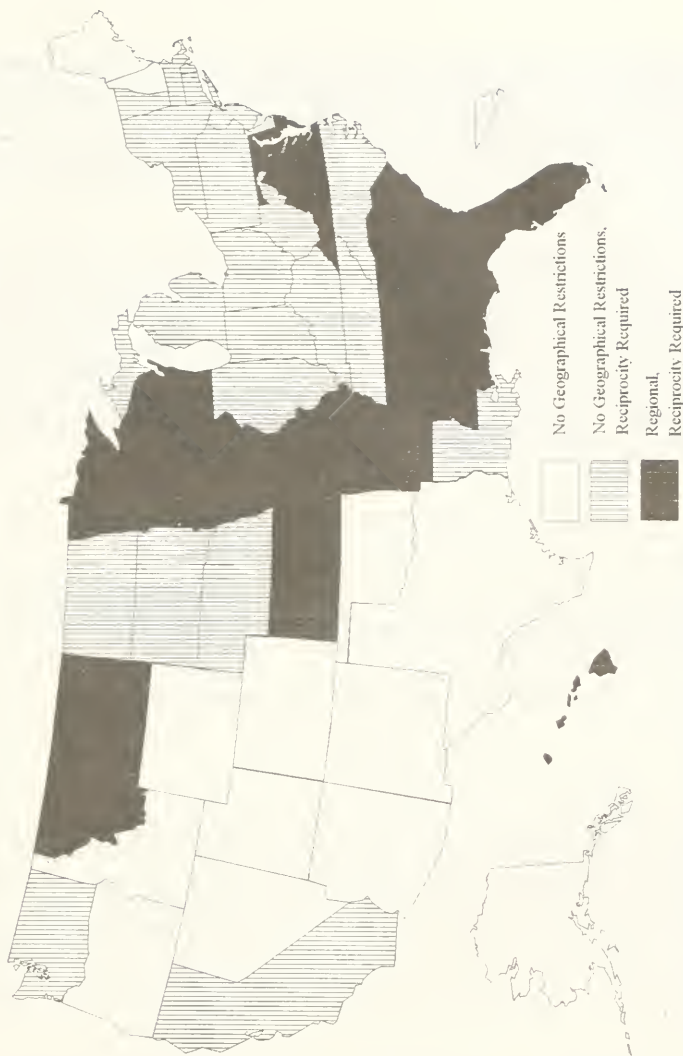 No Geographical Restrictions
No Geographical Restrictions,
Reciprocity Required
Regional,
Reciprocity Required